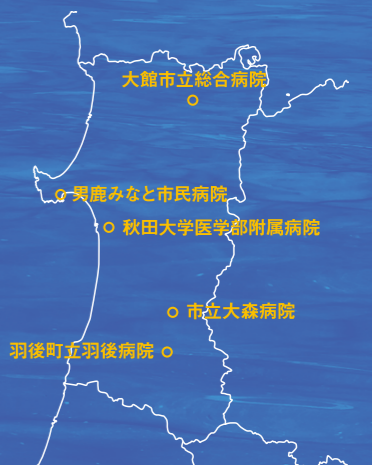 大館市立総合病院
男鹿みなと市民病院
秋田大学医学部附属病院
市立大森病院
羽後町立羽後病院